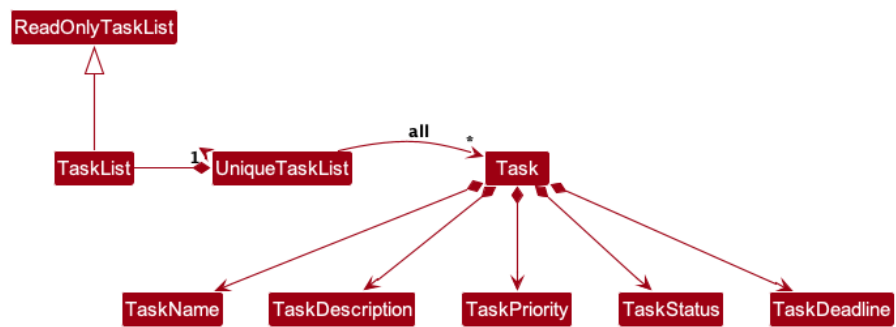 ReadOnlyTaskList
all
*
1
TaskList
UniqueTaskList
Task
TaskName
TaskDescription
TaskPriority
TaskStatus
TaskDeadline